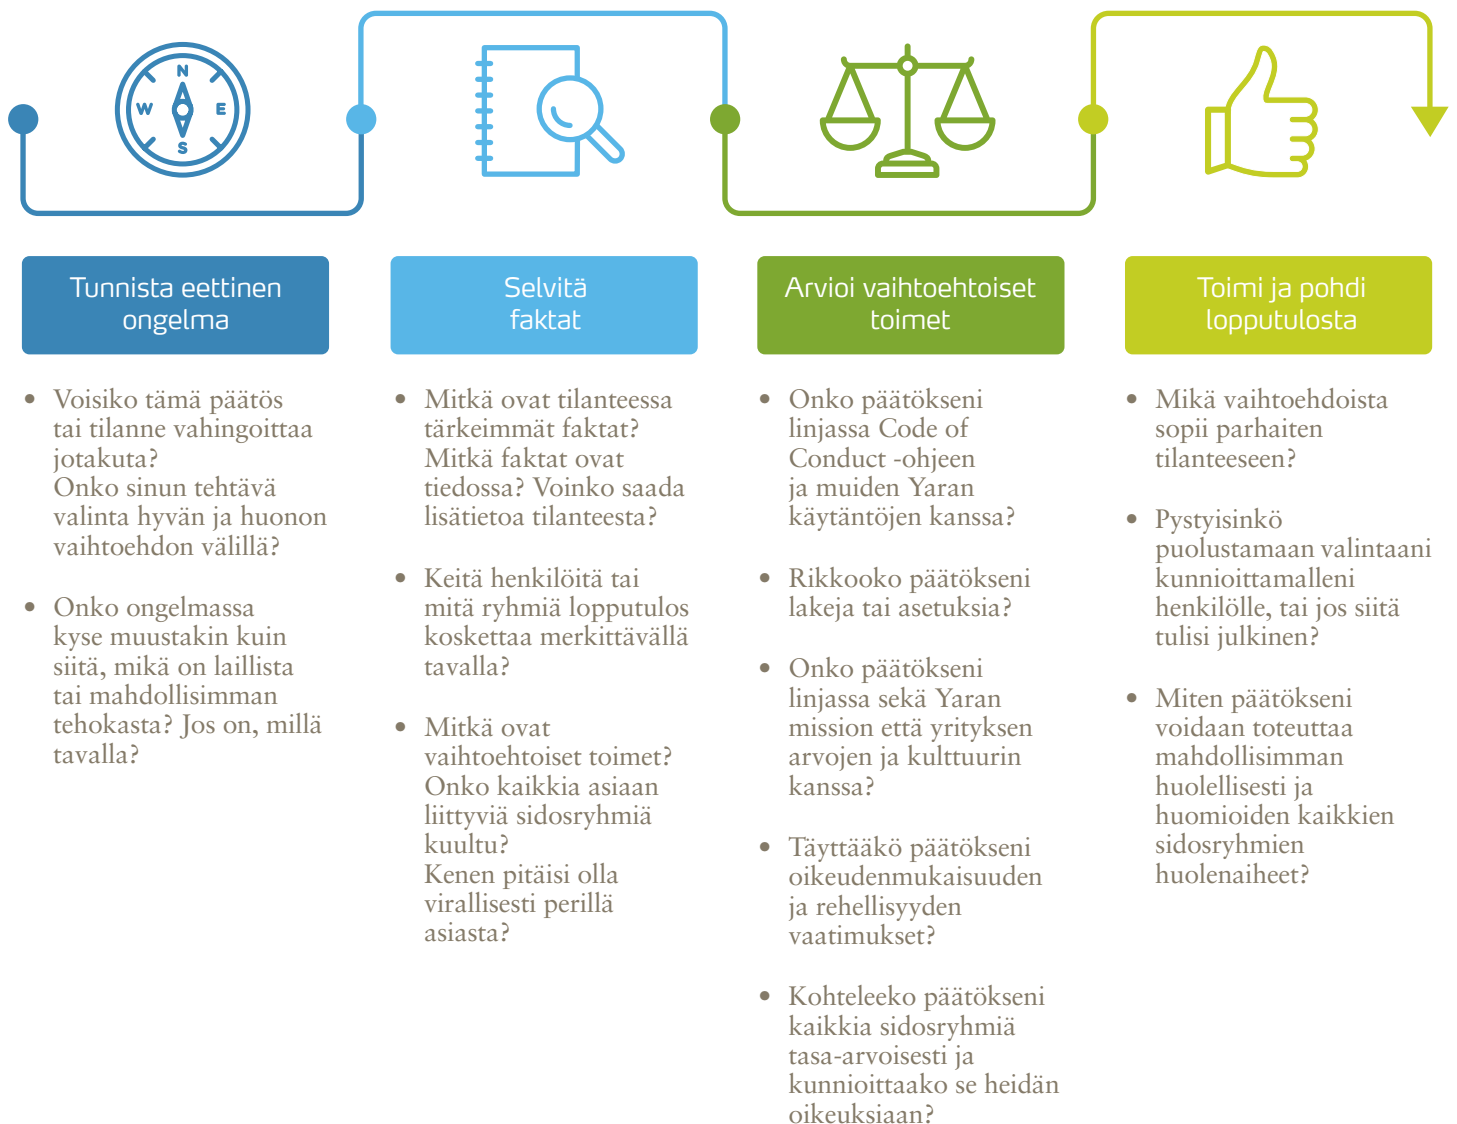 N
W
E
S
Tunnista eettinen
ongelma
• Voisiko tämä päätös
tai tilanne vahingoittaa
jotakuta?
Onko sinun tehtävä
valinta hyvän ja huonon
vaihtoehdon välillä?
• Onko ongelmassa
kyse muustakin kuin
siitä, mikä on laillista
tai mahdollisimman
tehokasta? Jos on, millä
tavalla?
Selvitä
faktat
• Mitkä ovat tilanteessa
tärkeimmät faktat?
Mitkä faktat ovat
tiedossa? Voinko saada
lisätietoa tilanteesta?
• Keitä henkilöitä tai
mitä ryhmiä lopputulos
koskettaa merkittävällä
tavalla?
• Mitkä ovat
vaihtoehtoiset toimet?
Onko kaikkia asiaan
liittyviä sidosryhmiä
kuultu?
Kenen pitäisi olla
virallisesti perillä
asiasta?
Arvioi vaihtoehtoiset
toimet
• Onko päätökseni
linjassa Code of
Conduct -ohjeen
ja muiden Yaran
käytäntöjen kanssa?
• Rikkooko päätökseni
lakeja tai asetuksia?
• Onko päätökseni
linjassa sekä Yaran
mission että yrityksen
arvojen ja kulttuurin
kanssa?
• Täyttääkö päätökseni
oikeudenmukaisuuden
ja rehellisyyden
vaatimukset?
• Kohteleeko päätökseni
kaikkia sidosryhmiä
tasa-arvoisesti ja
kunnioittaako se heidän
oikeuksiaan?
Toimi ja pohdi
lopputulosta
• Mikä vaihtoehdoista
sopii parhaiten
tilanteeseen?
• Pystyisinkö
puolustamaan valintaani
kunnioittamalleni
henkilölle, tai jos siitä
tulisi julkinen?
• Miten päätökseni
voidaan toteuttaa
mahdollisimman
huolellisesti ja
huomioiden kaikkien
sidosryhmien
huolenaiheet?